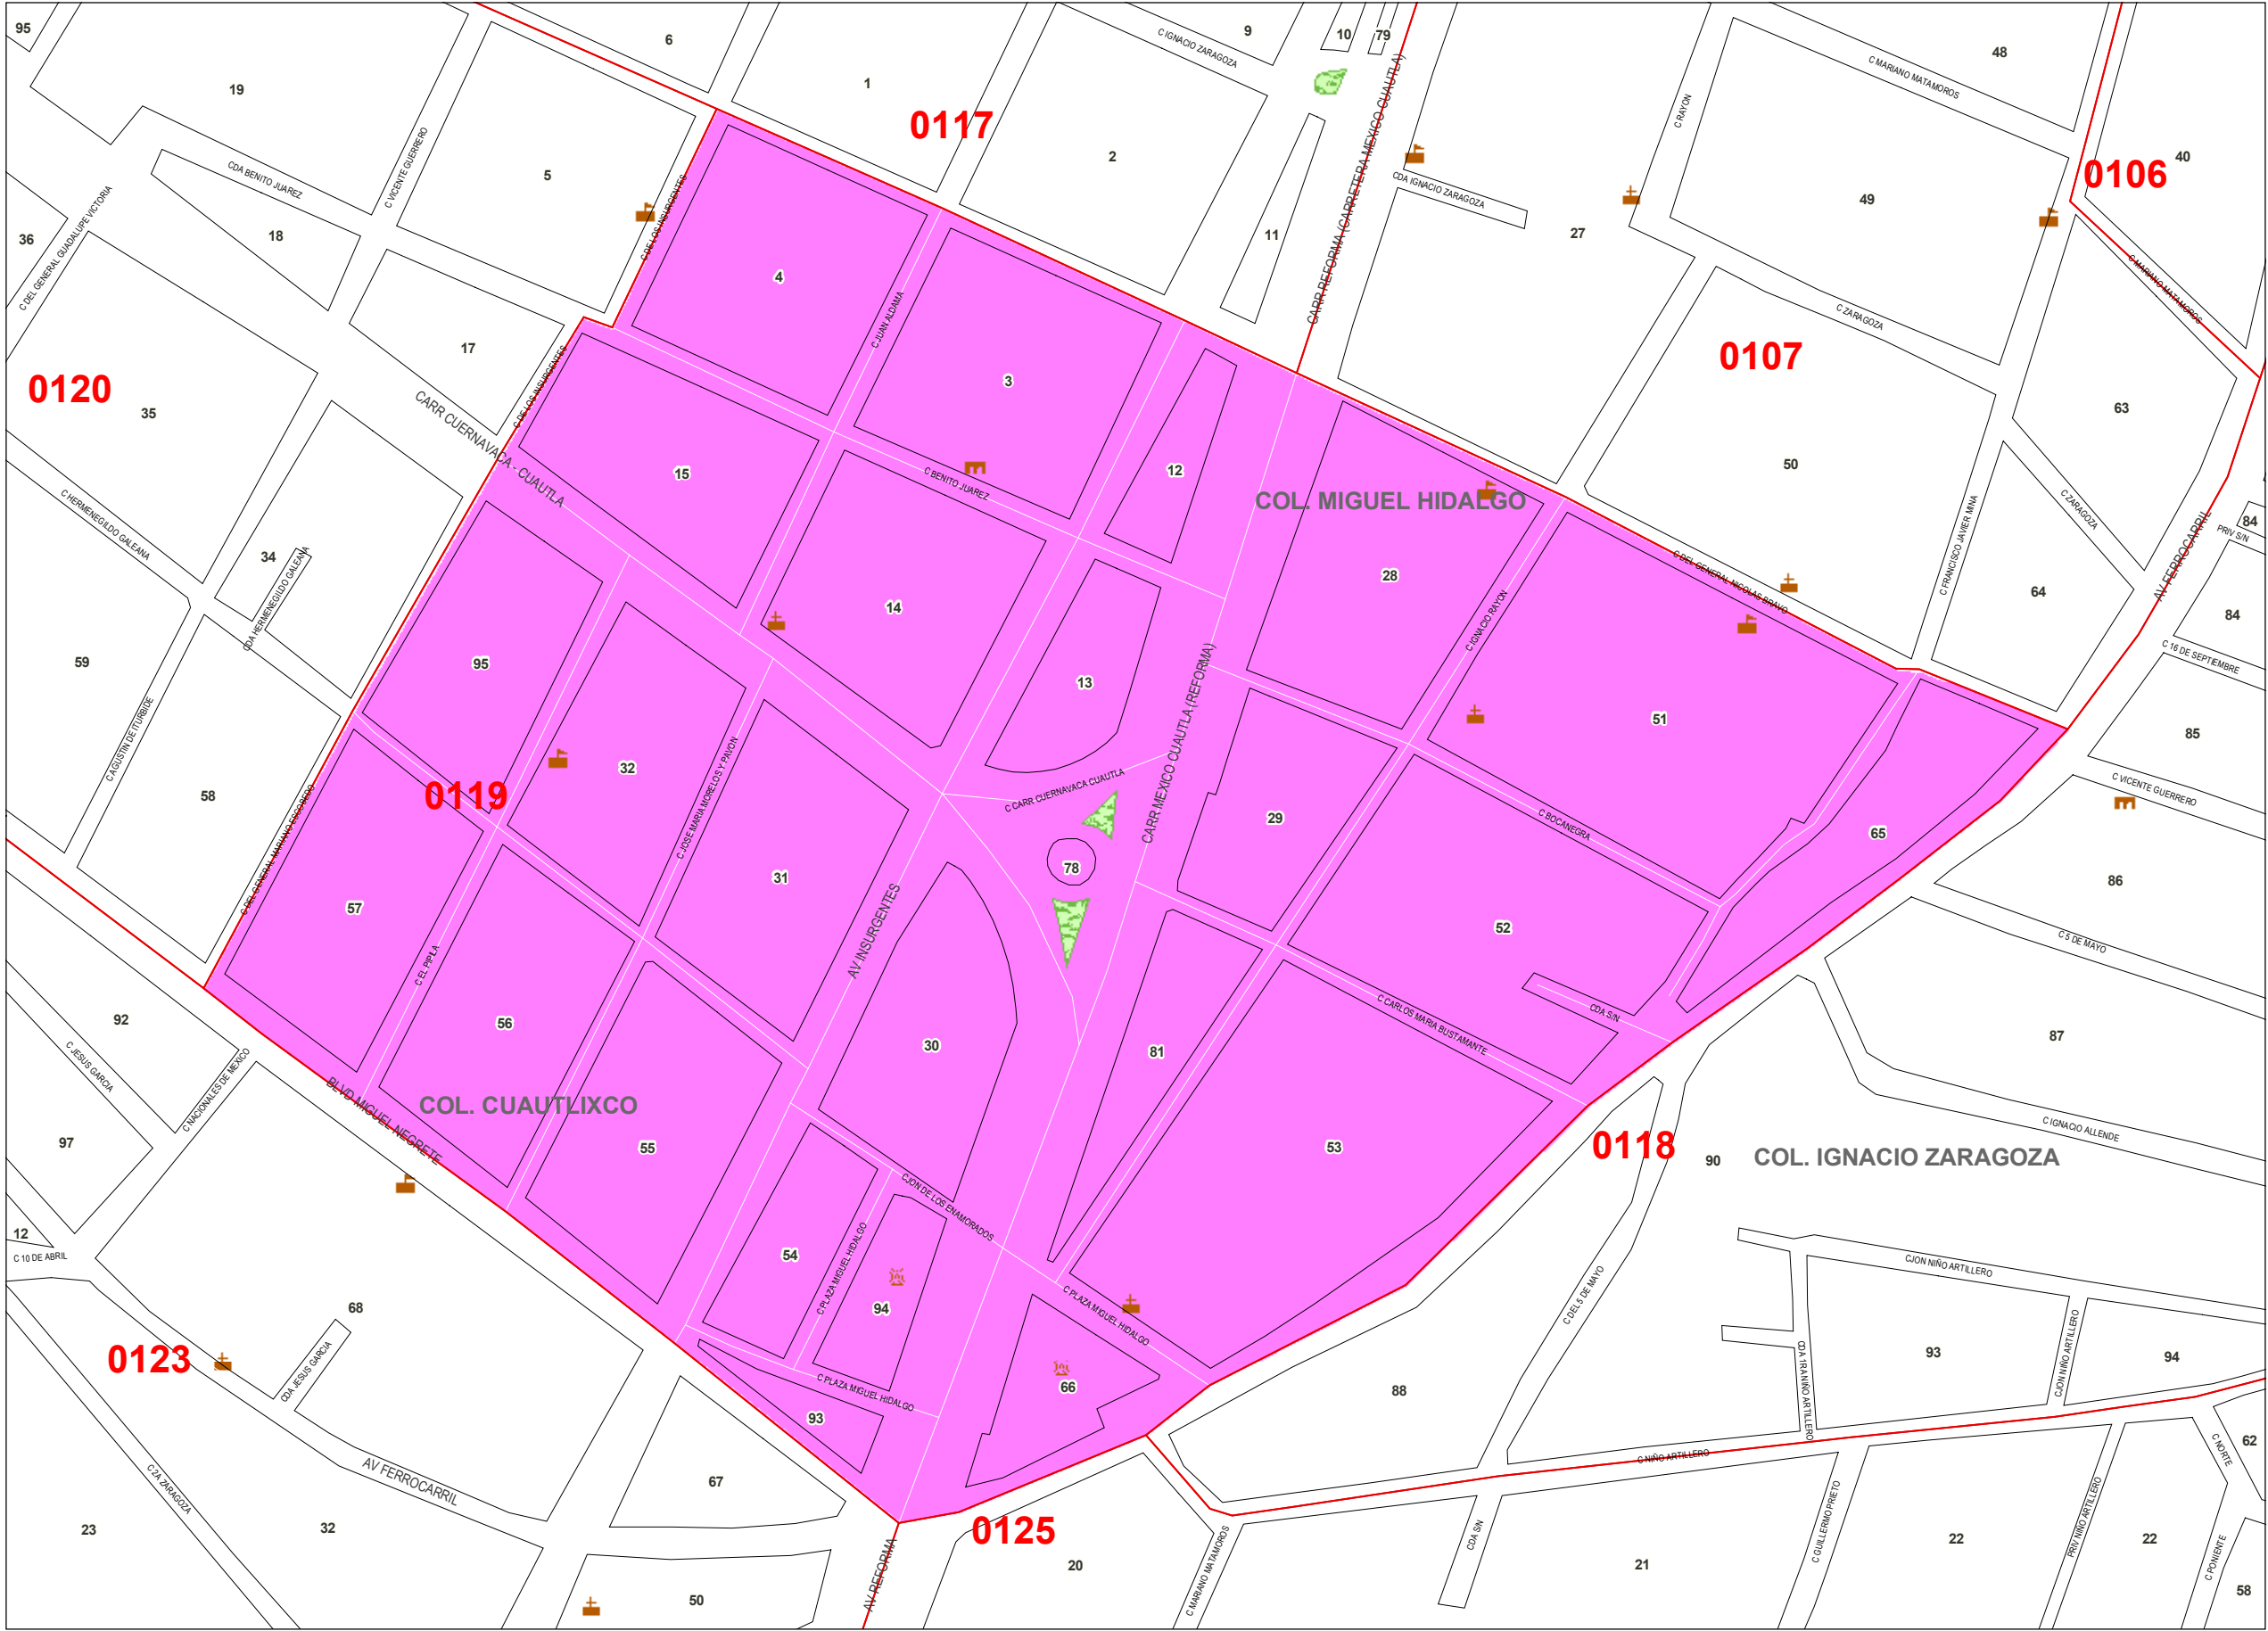 95
6
9
10
79
48
C IGNACIO ZARAGOZA
C MARIANO MATAMOROS
19
1
C RAYON
0117
CARR REFORMA (CARRETERA MEXICO CUAUTLA)
5
2
40
C VICENTE GUERRERO
CDA BENITO JUAREZ
0106
CDA IGNACIO ZARAGOZA
49
C DE LOS INSURGENTES
36
18
11
27
C DEL GENERAL GUADALUPE VICTORIA
4
C MARIANO MATAMOROS
C JUAN ALDAMA
C ZARAGOZA
17
0107
0120
35
3
C DE LOS INSURGENTES
63
CARR CUERNAVACA - CUAUTLA
15
C BENITO JUAREZ
12
50
COL. MIGUEL HIDALGO
C ZARAGOZA
84
PRIV S/N
C HERMENEGILDO GALEANA
34
CDA HERMENEGILDO GALEANA
28
C FRANCISCO JAVIER MINA
AV FERROCARRIL
C DEL GENERAL NICOLAS BRAVO
14
64
84
C IGNACIO RAYON
59
95
13
C 16 DE SEPTIEMBRE
51
C AGUSTIN DE ITURBIDE
85
CARR MEXICO CUAUTLA (REFORMA)
32
C JOSE MARIA MORELOS Y PAVON
C CARR CUERNAVACA CUAUTLA
C VICENTE GUERRERO
58
0119
29
C BOCANEGRA
65
C DEL GENERAL MARIANO ESCOBEDO
78
31
86
57
AV INSURGENTES
52
C 5 DE MAYO
C EL PIPILA
92
56
C CARLOS MARIA BUSTAMANTE
CDA S/N
87
C JESUS GARCIA
C NACIONALES DE MEXICO
30
81
BLVD MIGUEL NEGRETE
COL. CUAUTLIXCO
C IGNACIO ALLENDE
97
55
53
0118
90
COL. IGNACIO ZARAGOZA
CJON DE LOS ENAMORADOS
12
C 10 DE ABRIL
54
C PLAZA MIGUEL HIDALGO
CJON NIÑO ARTILLERO
C DEL 5 DE MAYO
68
94
C PLAZA MIGUEL HIDALGO
0123
CDA JESUS GARCIA
CDA 1RA NIÑO ARTILLERO
93
CJON NIÑO ARTILLERO
94
C PLAZA MIGUEL HIDALGO
66
88
93
C NIÑO ARTILLERO
C NORTE
62
AV FERROCARRIL
67
C 2A ZARAGOZA
23
32
0125
CDA S/N
C GUILLERMO PRIETO
PRIV NIÑO ARTILLERO
20
21
22
22
C PONIENTE
AV REFORMA
C MARIANO MATAMOROS
50
58